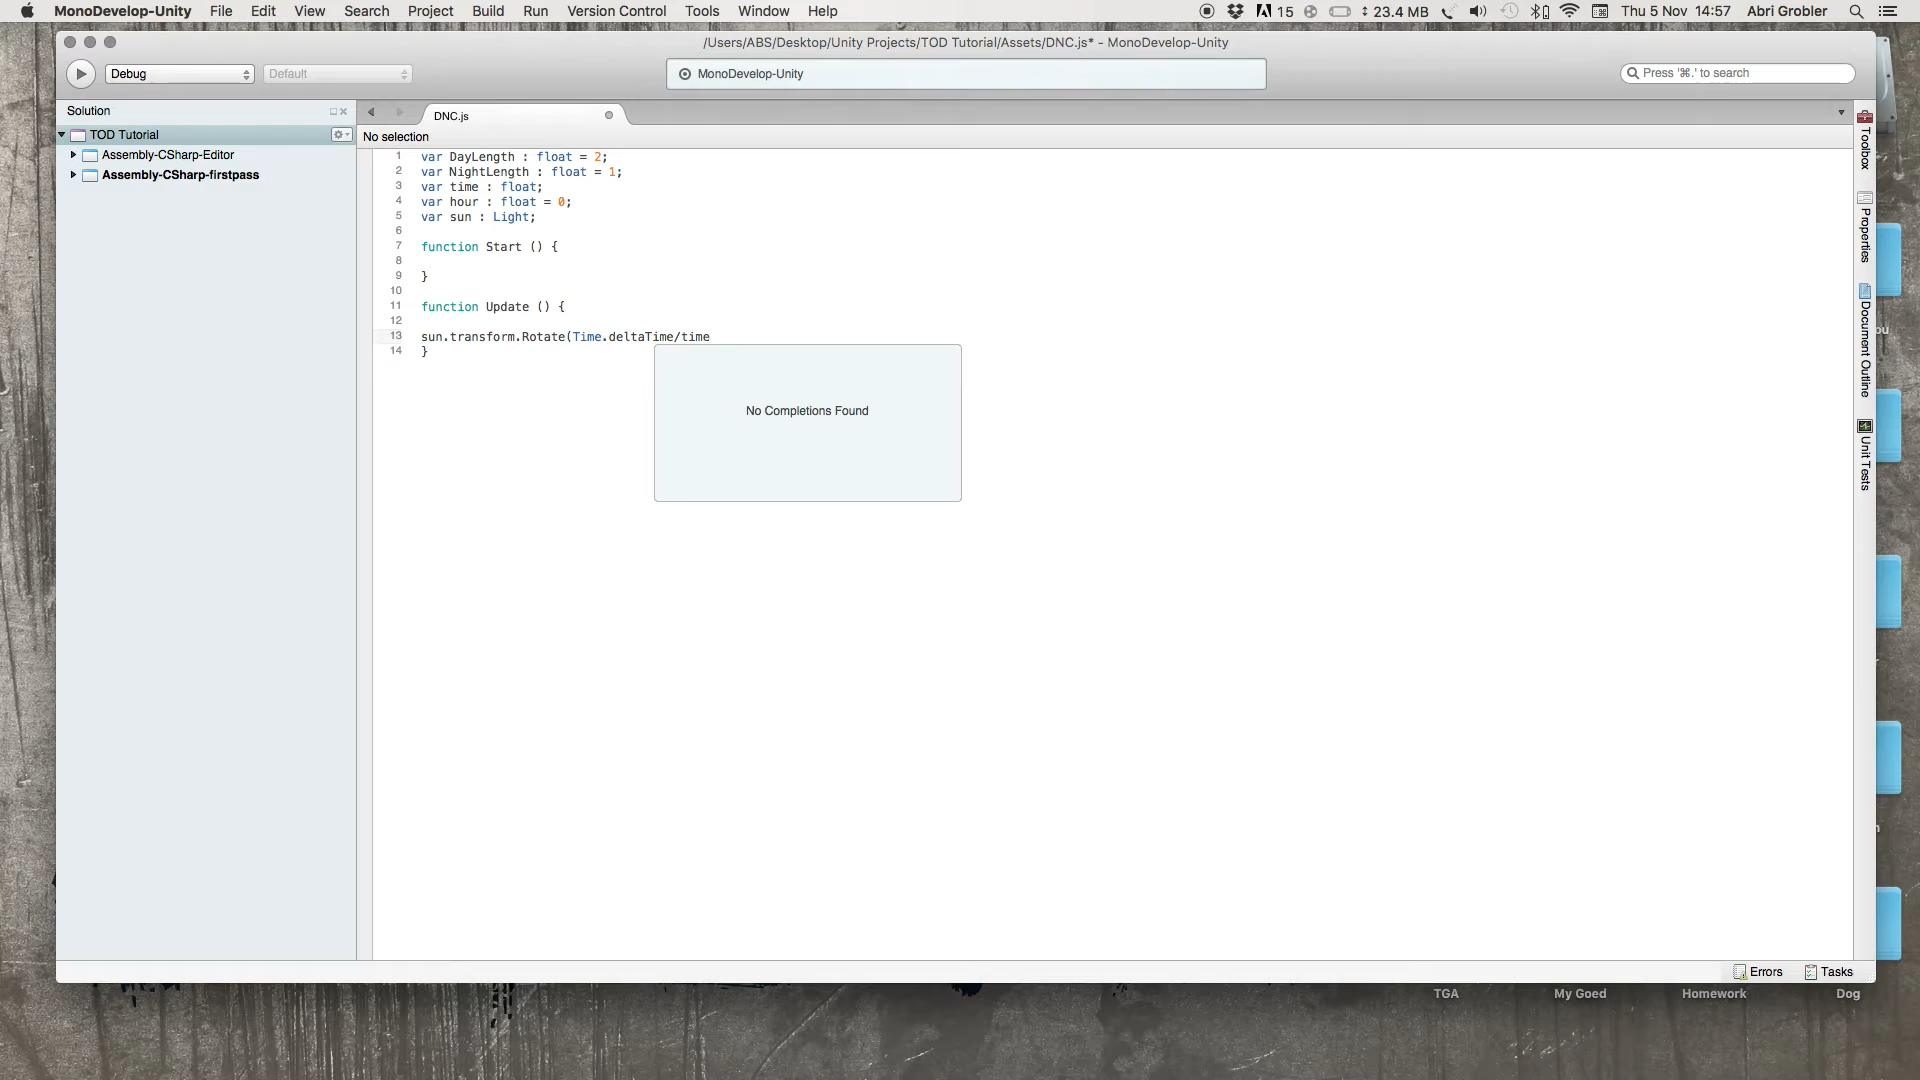 MonoDevelop-Unity File Edit View Search Project Build Run Version Control Tools Window Help 15 23.4 MB Thu 5 Nov 14:57 Abri Grobler
/Users/ABS/Desktop/Unity Projects/TOD Tutorial/Assets/DNC.js* - MonoDevelop-Unity
Debug Default MonoDevelop-Unity Press '⌘.' to search
Solution
DNC.js
TOD Tutorial
No selection
Assembly-CSharp-Editor
Assembly-CSharp-firstpass
1 var DayLength : float = 2;
2 var NightLength : float = 1;
3 var time : float;
4 var hour : float = 0;
5 var sun : Light;
6
7 function Start () {
8
9 }
10
11 function Update () {
12
13 sun.transform.Rotate(Time.deltaTime/time
14 }
No Completions Found
Toolbox
Properties
Document Outline
Unit Tests
Errors Tasks
TGA My Goed Homework Dog